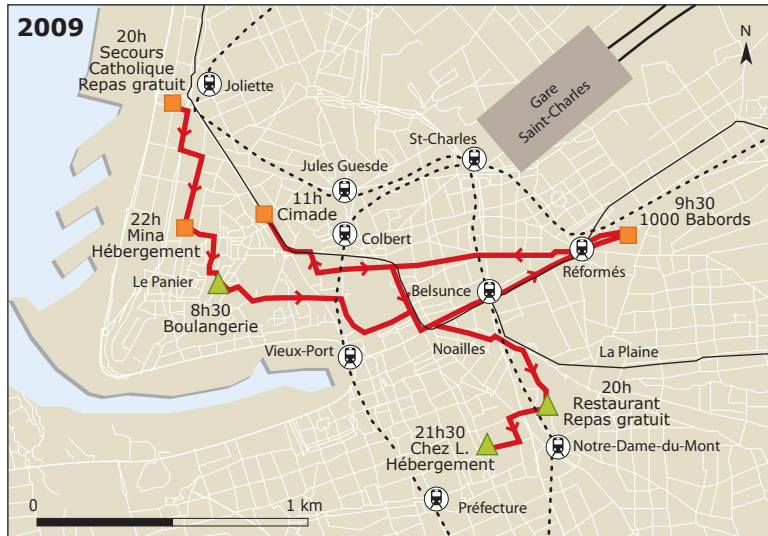 2009
20h
Secours
Catholique
Repas gratuit
Joliette
N
Gare
Saint-Charles
St-Charles
Jules Guesde
11h
Cimade
9h30
1000 Babords
22h
Mina
Hébergement
Colbert
Réformés
Le Panier
Belsunce
8h30
Boulangerie
Vieux-Port
Noailles
La Plaine
20h
Restaurant
Repas gratuit
21h30
Chez L.
Hébergement
Notre-Dame-du-Mont
0
1 km
Préfecture